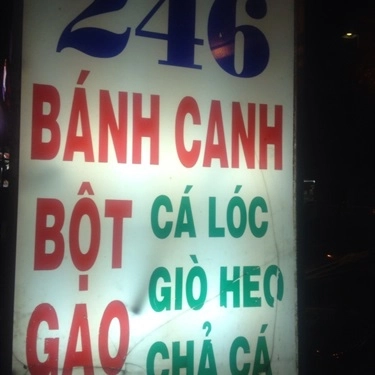 246
BÁNH CANH
BỘT
GẠO
CÁ LÓC
GIÒ HEO
CHẢ CÁ